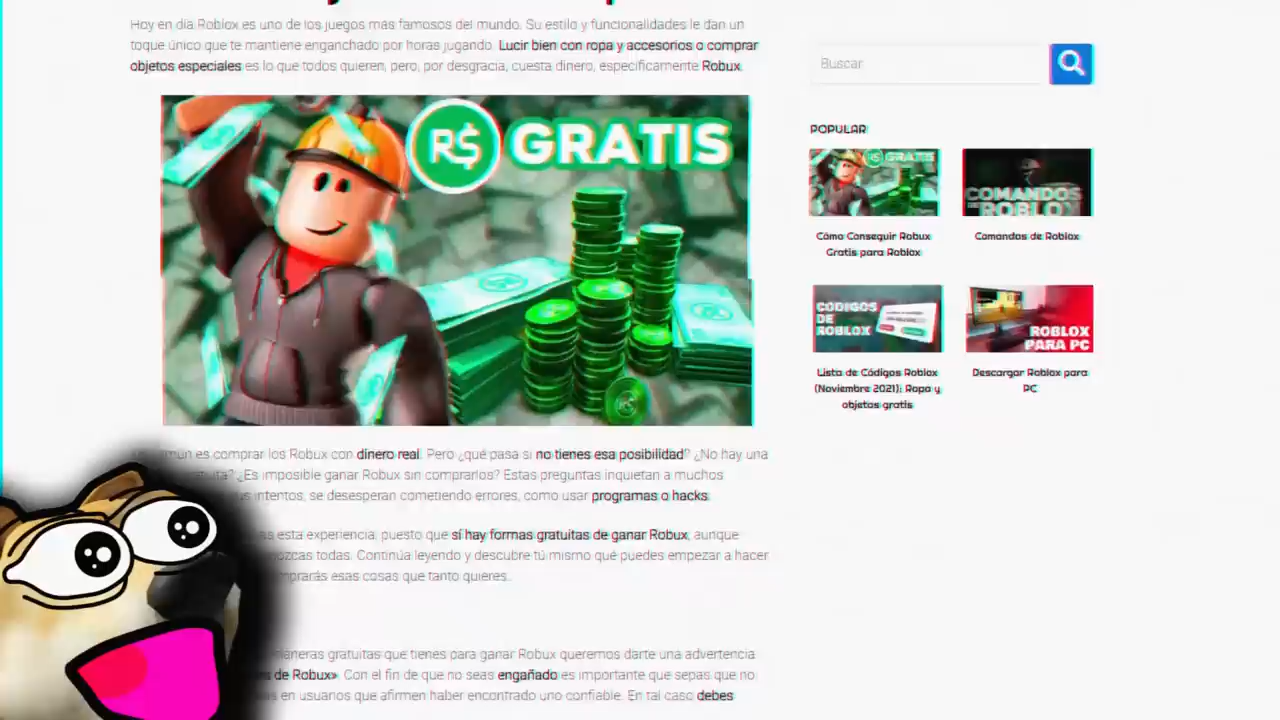 Hoy en día Roblox es uno de los juegos más famosos del mundo. Su estilo y funcionalidades le dan un
toque único que te mantiene enganchado por horas jugando. Lucir bien con ropa y accesorios o comprar
objetos especiales es lo que todos quieren, pero, por desgracia, cuesta dinero, específicamente Robux.
R$ GRATIS
común es comprar los Robux con dinero real. Pero ¿qué pasa si no tienes esa posibilidad? ¿No hay una
¿Es imposible ganar Robux sin comprarlos? Estas preguntas inquietan a muchos
intentos, se desesperan cometiendo errores, como usar programas o hacks.
esta experiencia, puesto que sí hay formas gratuitas de ganar Robux, aunque
todas. Continúa leyendo y descubre tú mismo qué puedes empezar a hacer
esas cosas que tanto quieres.
maneras gratuitas que tienes para ganar Robux queremos darte una advertencia
de Robux». Con el fin de que no seas engañado es importante que sepas que no
en usuarios que afirmen haber encontrado uno confiable. En tal caso debes
Buscar
POPULAR
R$ GRATIS
Cómo Conseguir Robux
Gratis para Roblox
COMANDOS
DE ROBLOX
Comandos de Roblox
CÓDIGOS
DE
ROBLOX
Lista de Códigos Roblox
(Noviembre 2021): Ropa y
objetos gratis
ROBLOX
PARA PC
Descargar Roblox para
PC